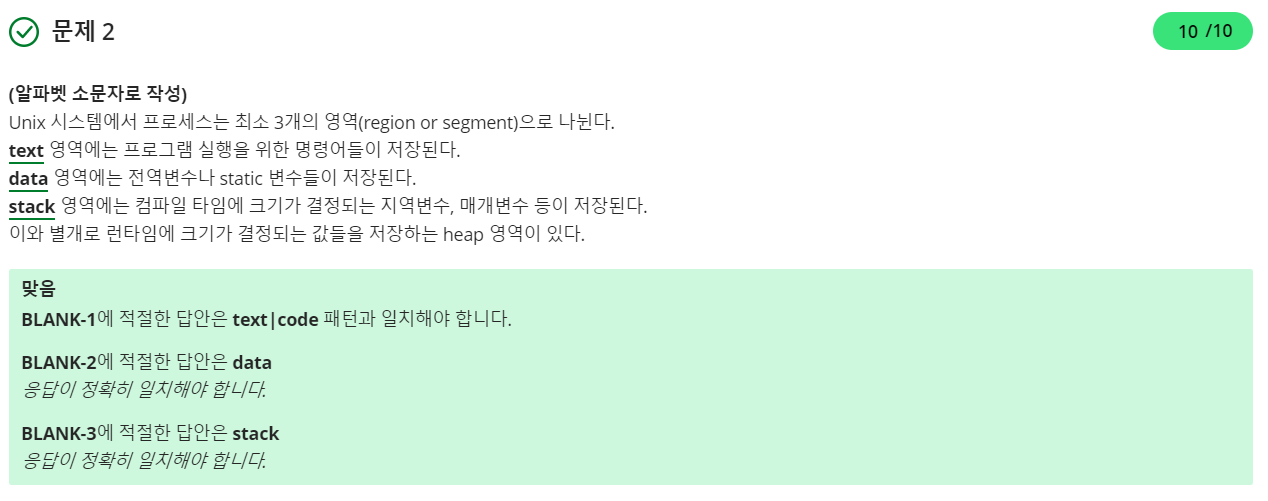 문제 2
10 /10
(알파벳 소문자로 작성)
Unix 시스템에서 프로세스는 최소 3개의 영역(region or segment)으로 나뉜다.
text 영역에는 프로그램 실행을 위한 명령어들이 저장된다.
data 영역에는 전역변수나 static 변수들이 저장된다.
stack 영역에는 컴파일 타임에 크기가 결정되는 지역변수, 매개변수 등이 저장된다.
이와 별개로 런타임에 크기가 결정되는 값들을 저장하는 heap 영역이 있다.
맞음
BLANK-1에 적절한 답안은 text|code 패턴과 일치해야 합니다.
BLANK-2에 적절한 답안은 data
응답이 정확히 일치해야 합니다.
BLANK-3에 적절한 답안은 stack
응답이 정확히 일치해야 합니다.